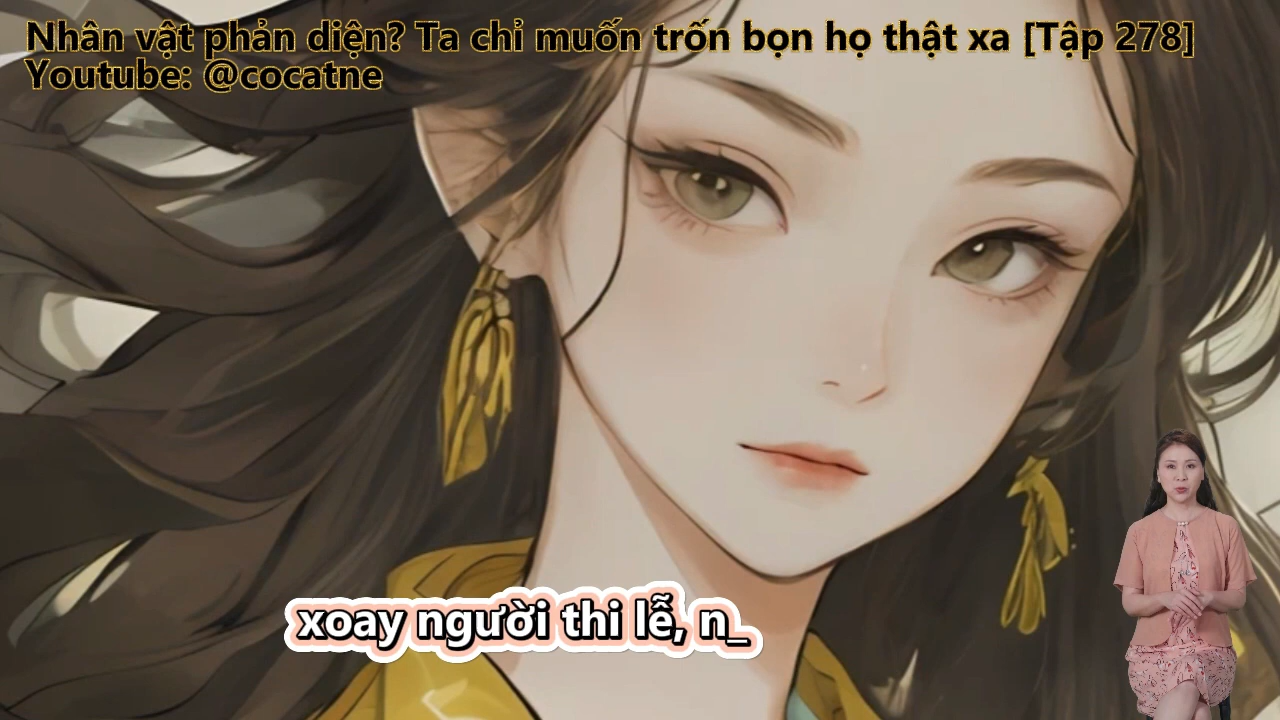 Nhân vật phản diện? Ta chỉ muốn trốn bọn họ thật xa [Tập 278]
Youtube: @cocatne
xoay người thi lễ, n_